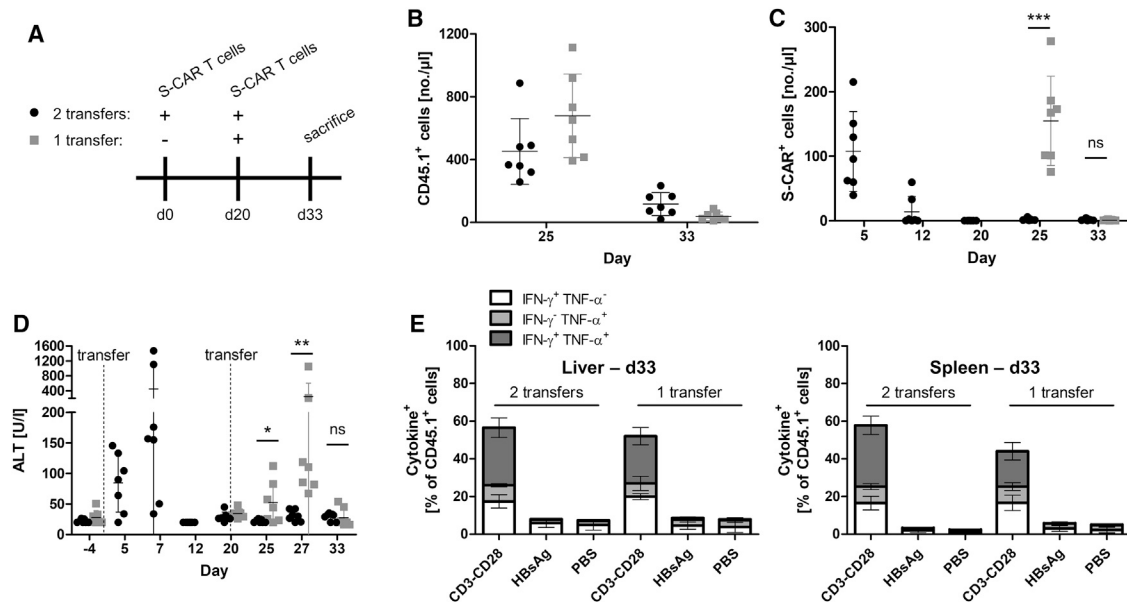 A
S-CAR T cells
S-CAR T cells
sacrifice
2 transfers: + +
1 transfer: - +
d0 d20 d33
B
CD45.1+ cells [no./µl]
1200
800
400
0
25 33
Day
C
S-CAR+ cells [no./µl]
300
200
100
0
***
ns
5 12 20 25 33
Day
D
ALT [U/l]
1600
1400
1200
1000
800
600
400
200
150
100
50
0
transfer
transfer
*
**
ns
-4 5 7 12 20 25 27 33
Day
E
IFN-γ+ TNF-α-
IFN-γ- TNF-α+
IFN-γ+ TNF-α+
Liver – d33
2 transfers 1 transfer
Cytokine+
[% of CD45.1+ cells]
100
80
60
40
20
0
CD3-CD28 HBsAg PBS CD3-CD28 HBsAg PBS
Spleen – d33
2 transfers 1 transfer
Cytokine+
[% of CD45.1+ cells]
100
80
60
40
20
0
CD3-CD28 HBsAg PBS CD3-CD28 HBsAg PBS